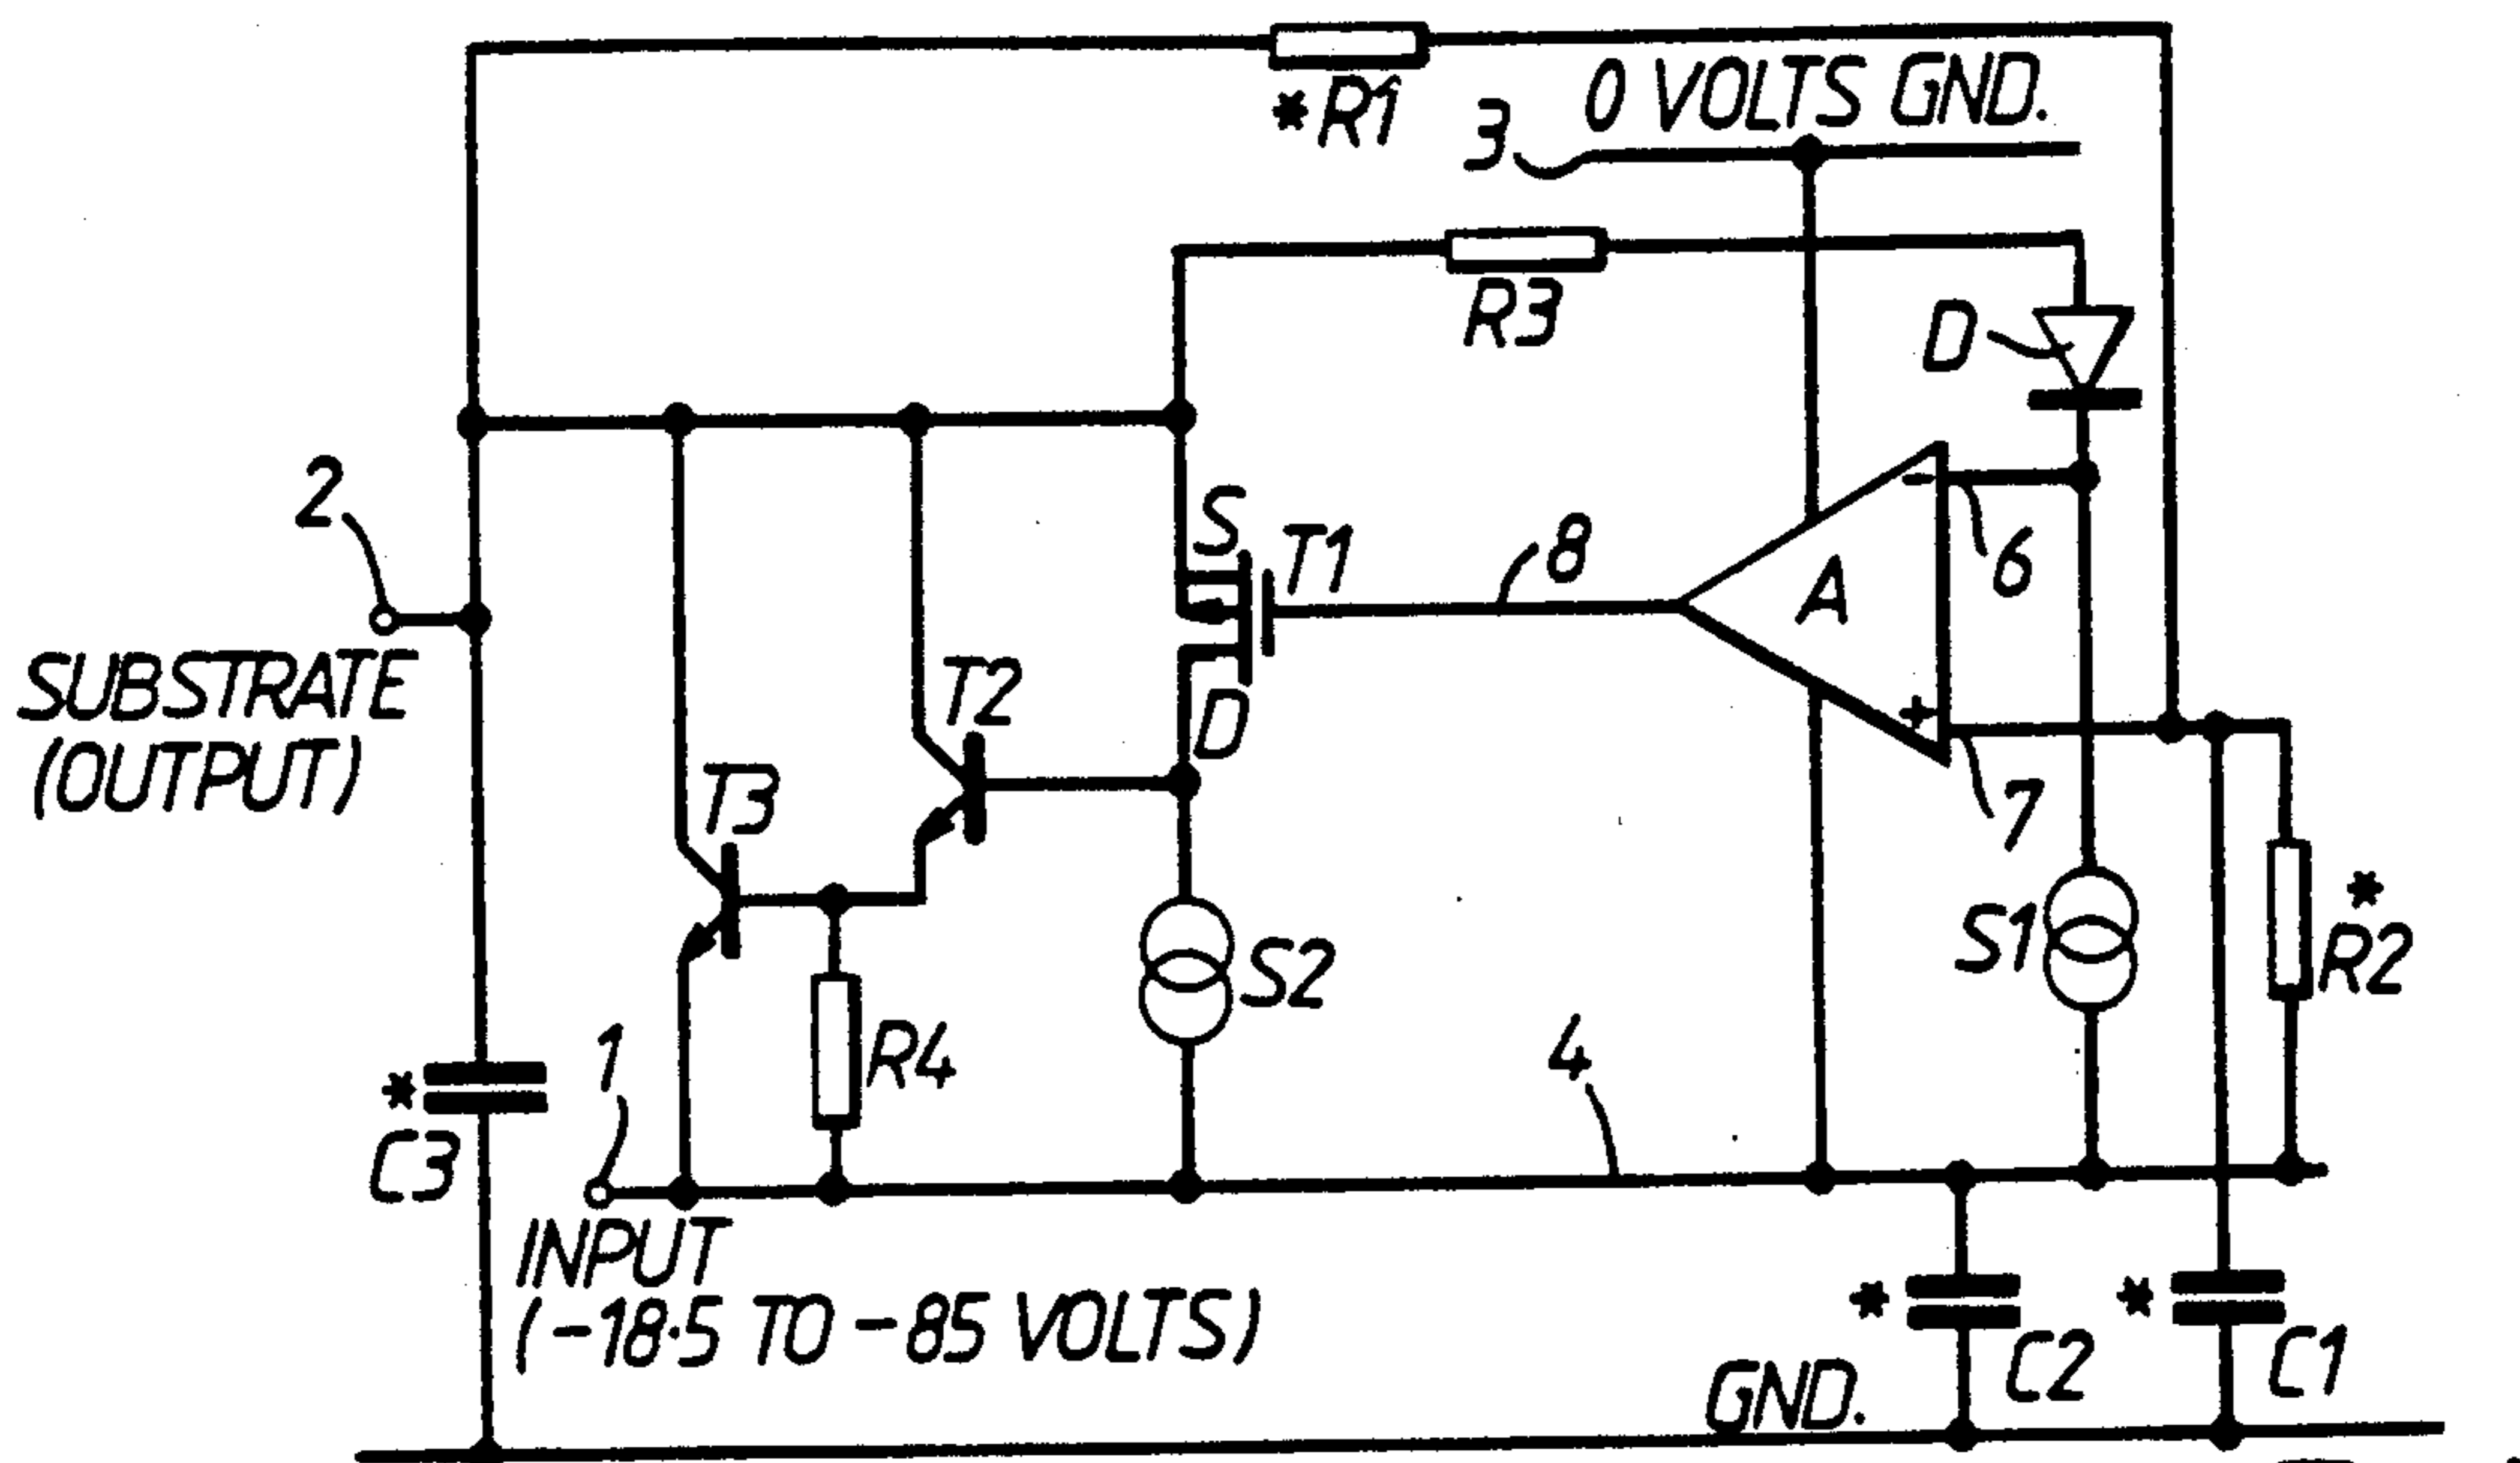 *R1
0 VOLTS GND.
3
R3
D
2
S
T1
8
A
-
6
SUBSTRATE
(OUTPUT)
T2
D
+
7
T3
*
S1
R2
S2
1
R4
4
*
C3
INPUT
(-18·5 TO -85 VOLTS)
*
C2
*
C1
GND.